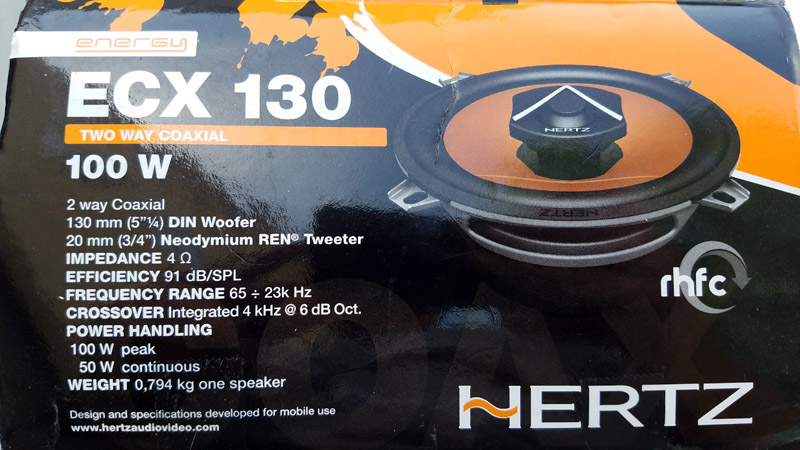 energy
ECX 130
TWO WAY COAXIAL
100 W
2 way Coaxial
130 mm (5”¼) DIN Woofer
20 mm (3/4”) Neodymium REN® Tweeter
IMPEDANCE 4 Ω
EFFICIENCY 91 dB/SPL
FREQUENCY RANGE 65 ÷ 23k Hz
CROSSOVER Integrated 4 kHz @ 6 dB Oct.
POWER HANDLING
100 W peak
50 W continuous
WEIGHT 0,794 kg one speaker
Design and specifications developed for mobile use
www.hertzaudiovideo.com
HERTZ
HERTZ
rhfc
COAX
HERTZ